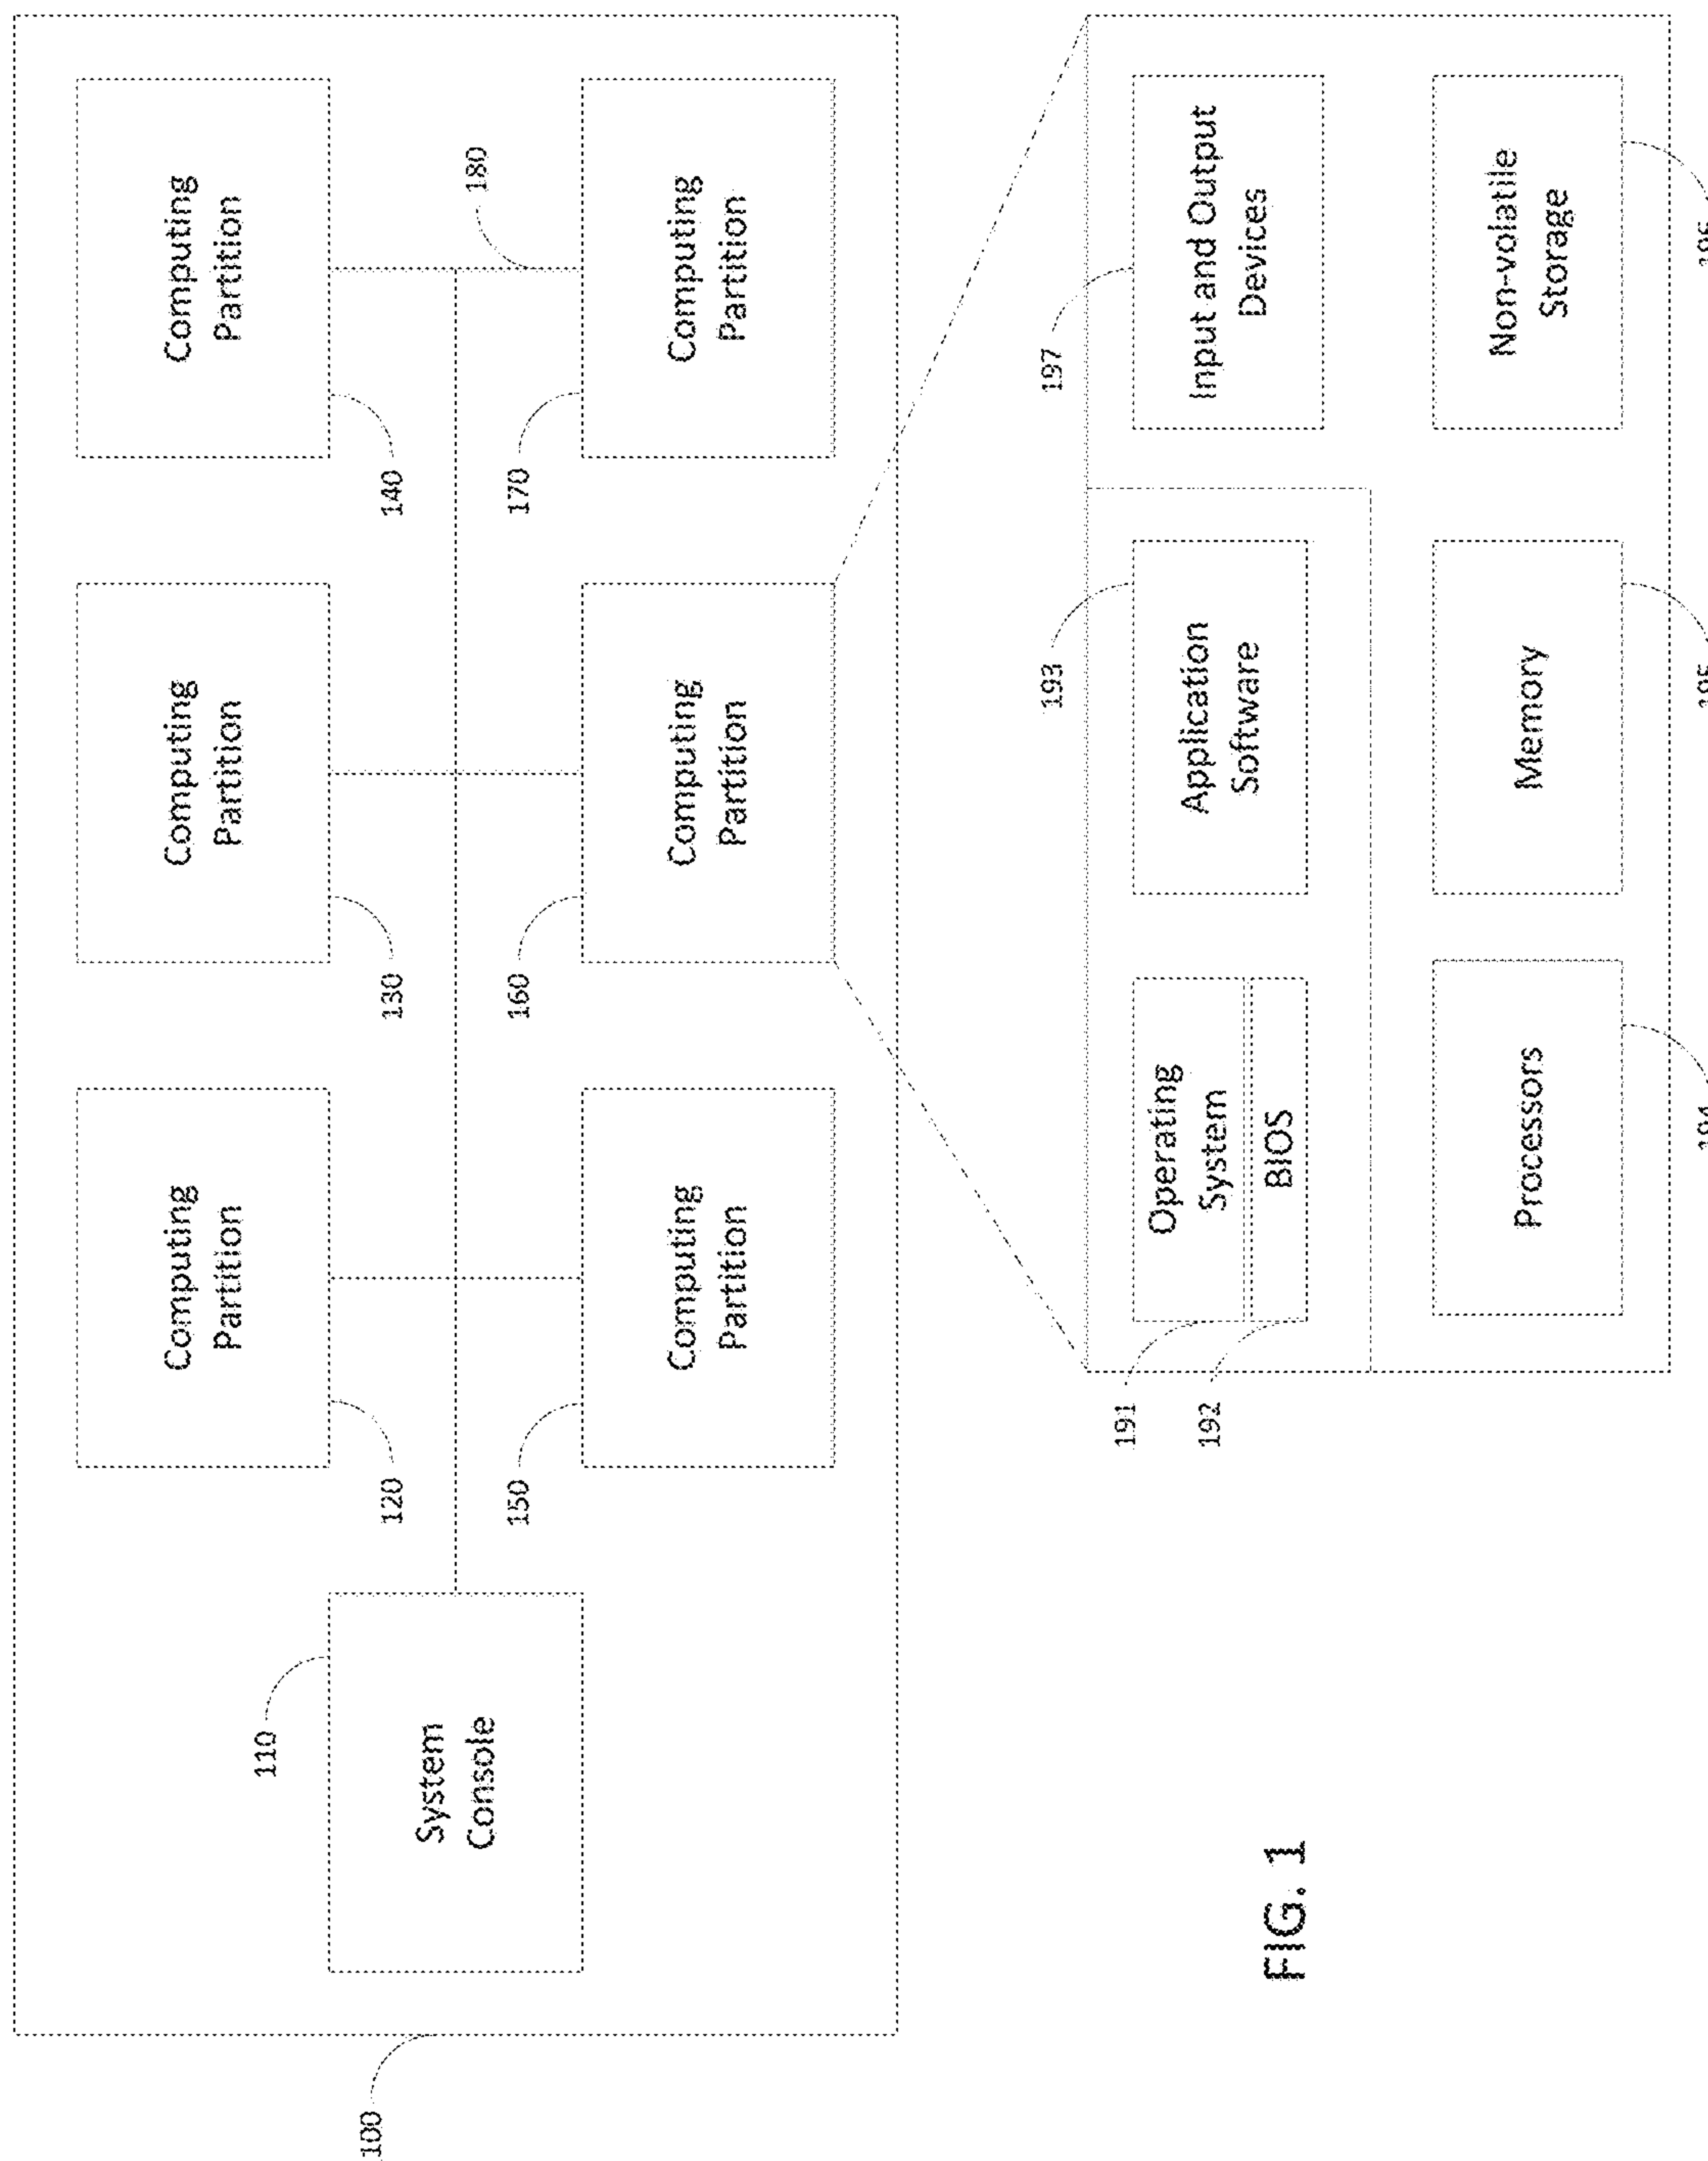 100
110
System
Console
Computing
Partition
120
Computing
Partition
130
Computing
Partition
140
180
150
Computing
Partition
160
Computing
Partition
170
Computing
Partition
191
192
Operating
System
BIOS
193
Application
Software
197
Input and Output
Devices
Processors
Memory
Non-volatile
Storage
FIG. 1